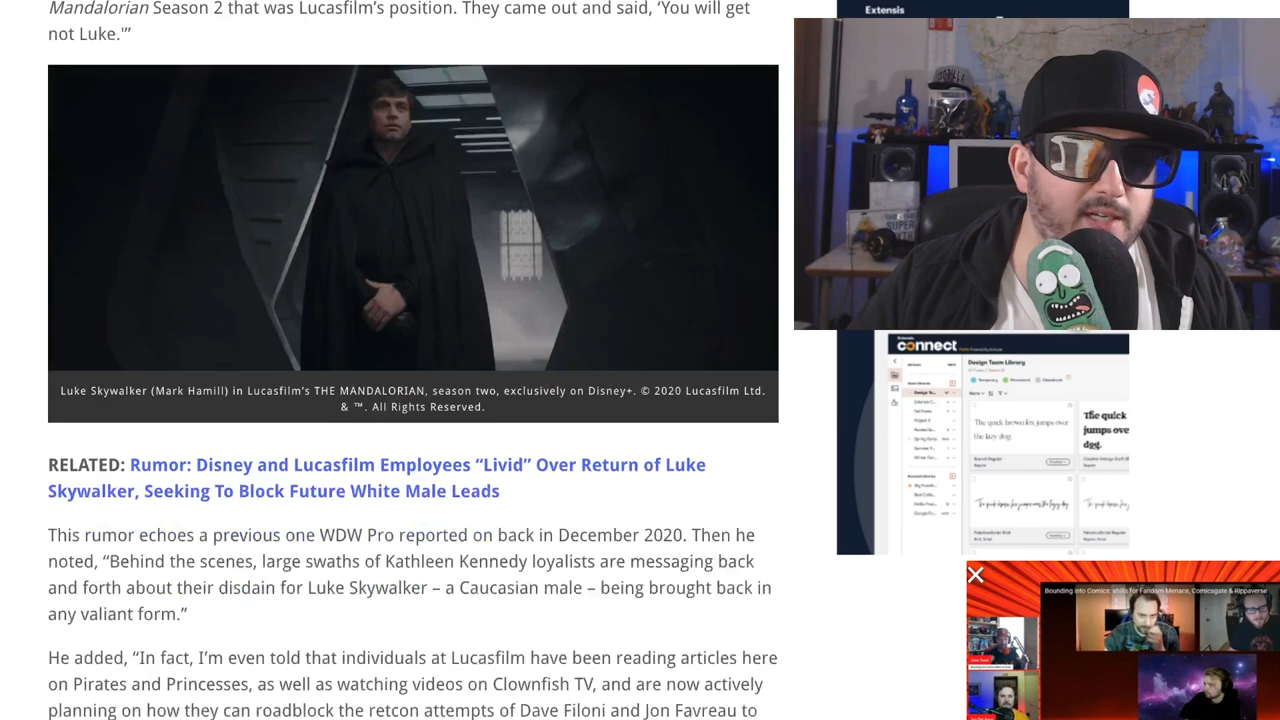 Mandalorian Season 2 that was Lucasfilm’s position. They came out and said, ‘You will get
not Luke.'”
Luke Skywalker (Mark Hamill) in Lucasfilm's THE MANDALORIAN, season two, exclusively on Disney+. © 2020 Lucasfilm Ltd.
& ™. All Rights Reserved.
RELATED: Rumor: Disney and Lucasfilm Employees “Livid” Over Return of Luke
Skywalker, Seeking To Block Future White Male Leads
This rumor echoes a previous one WDW Pro reported on back in December 2020. Then he
noted, “Behind the scenes, large swaths of Kathleen Kennedy loyalists are messaging back
and forth about their disdain for Luke Skywalker – a Caucasian male – being brought back in
any valiant form.”
He added, “In fact, I’m even told that individuals at Lucasfilm have been reading articles here
on Pirates and Princesses, as well as watching videos on Clownfish TV, and are now actively
planning on how they can roadblock the retcon attempts of Dave Filoni and Jon Favreau to
Extensis
Extensis
connect
Design Team Library
The quick brown fox jumps over
the lazy dog.
The quick
jumps over
dog.
Bounding into Comics: shills for Fandom Menace, Comicsgate & Rippaverse